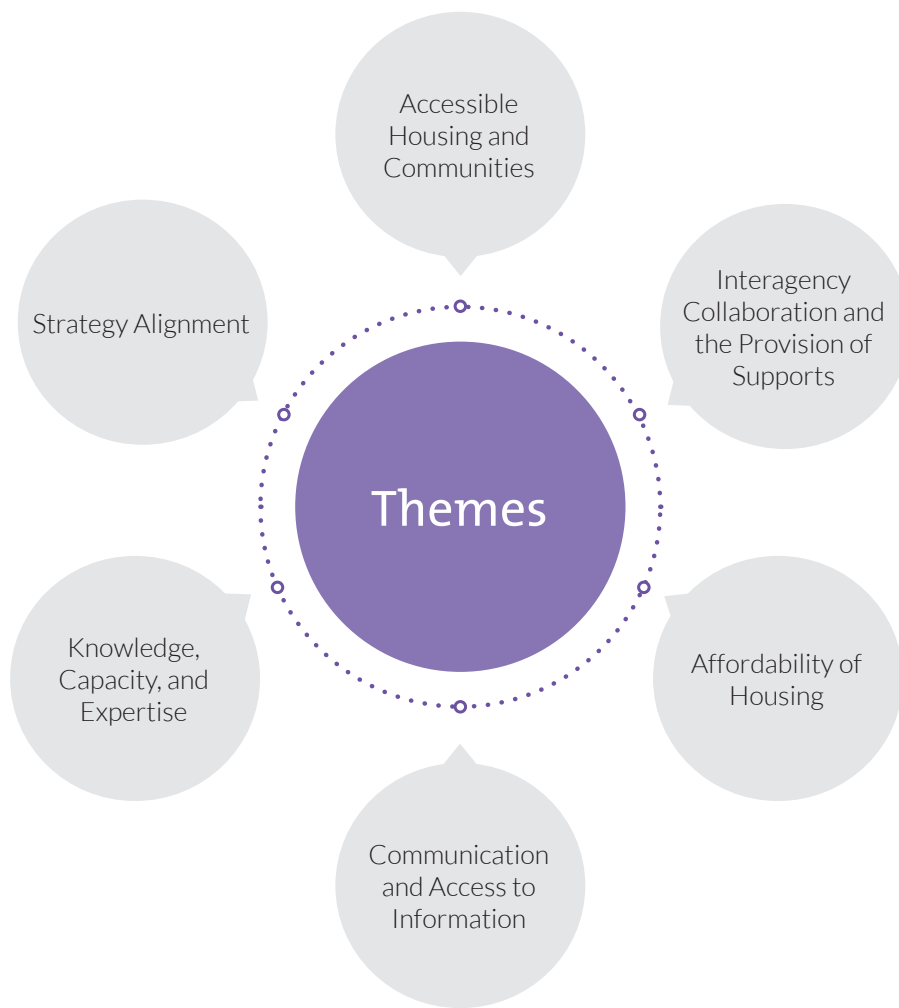 Accessible
Housing and
Communities
Interagency
Collaboration and
the Provision of
Supports
Affordability of
Housing
Communication
and Access to
Information
Knowledge,
Capacity, and
Expertise
Strategy Alignment
Themes